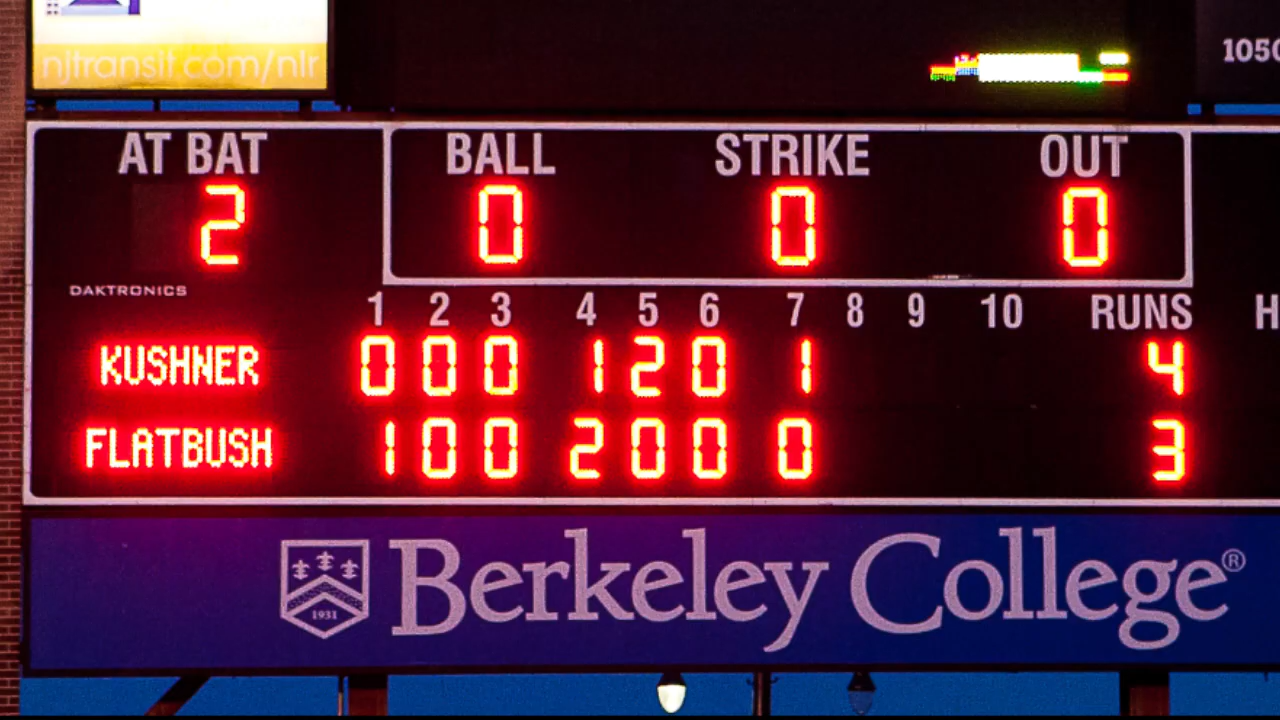 njtransit.com/nlr
1050
AT BAT BALL STRIKE OUT
2 0 0 0
DAKTRONICS
1 2 3 4 5 6 7 8 9 10 RUNS H
KUSHNER 0 0 0 1 2 0 1 4
FLATBUSH 1 0 0 2 0 0 0 3
1931
Berkeley College®